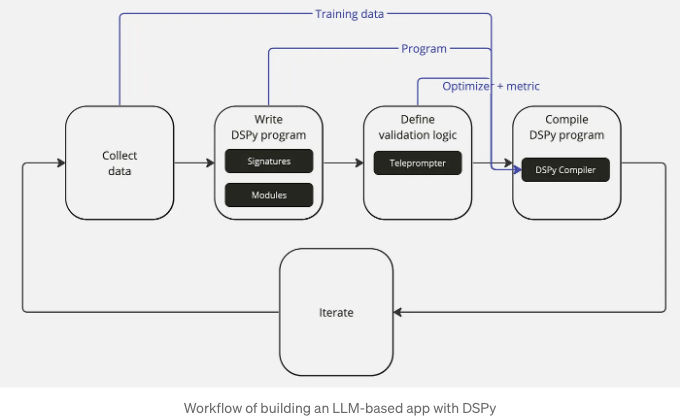 Training data
Program
Optimizer + metric
Collect
data
Write
DSPy program
Signatures
Modules
Define
validation logic
Teleprompter
Compile
DSPy program
DSPy Compiler
Iterate
Workflow of building an LLM-based app with DSPy